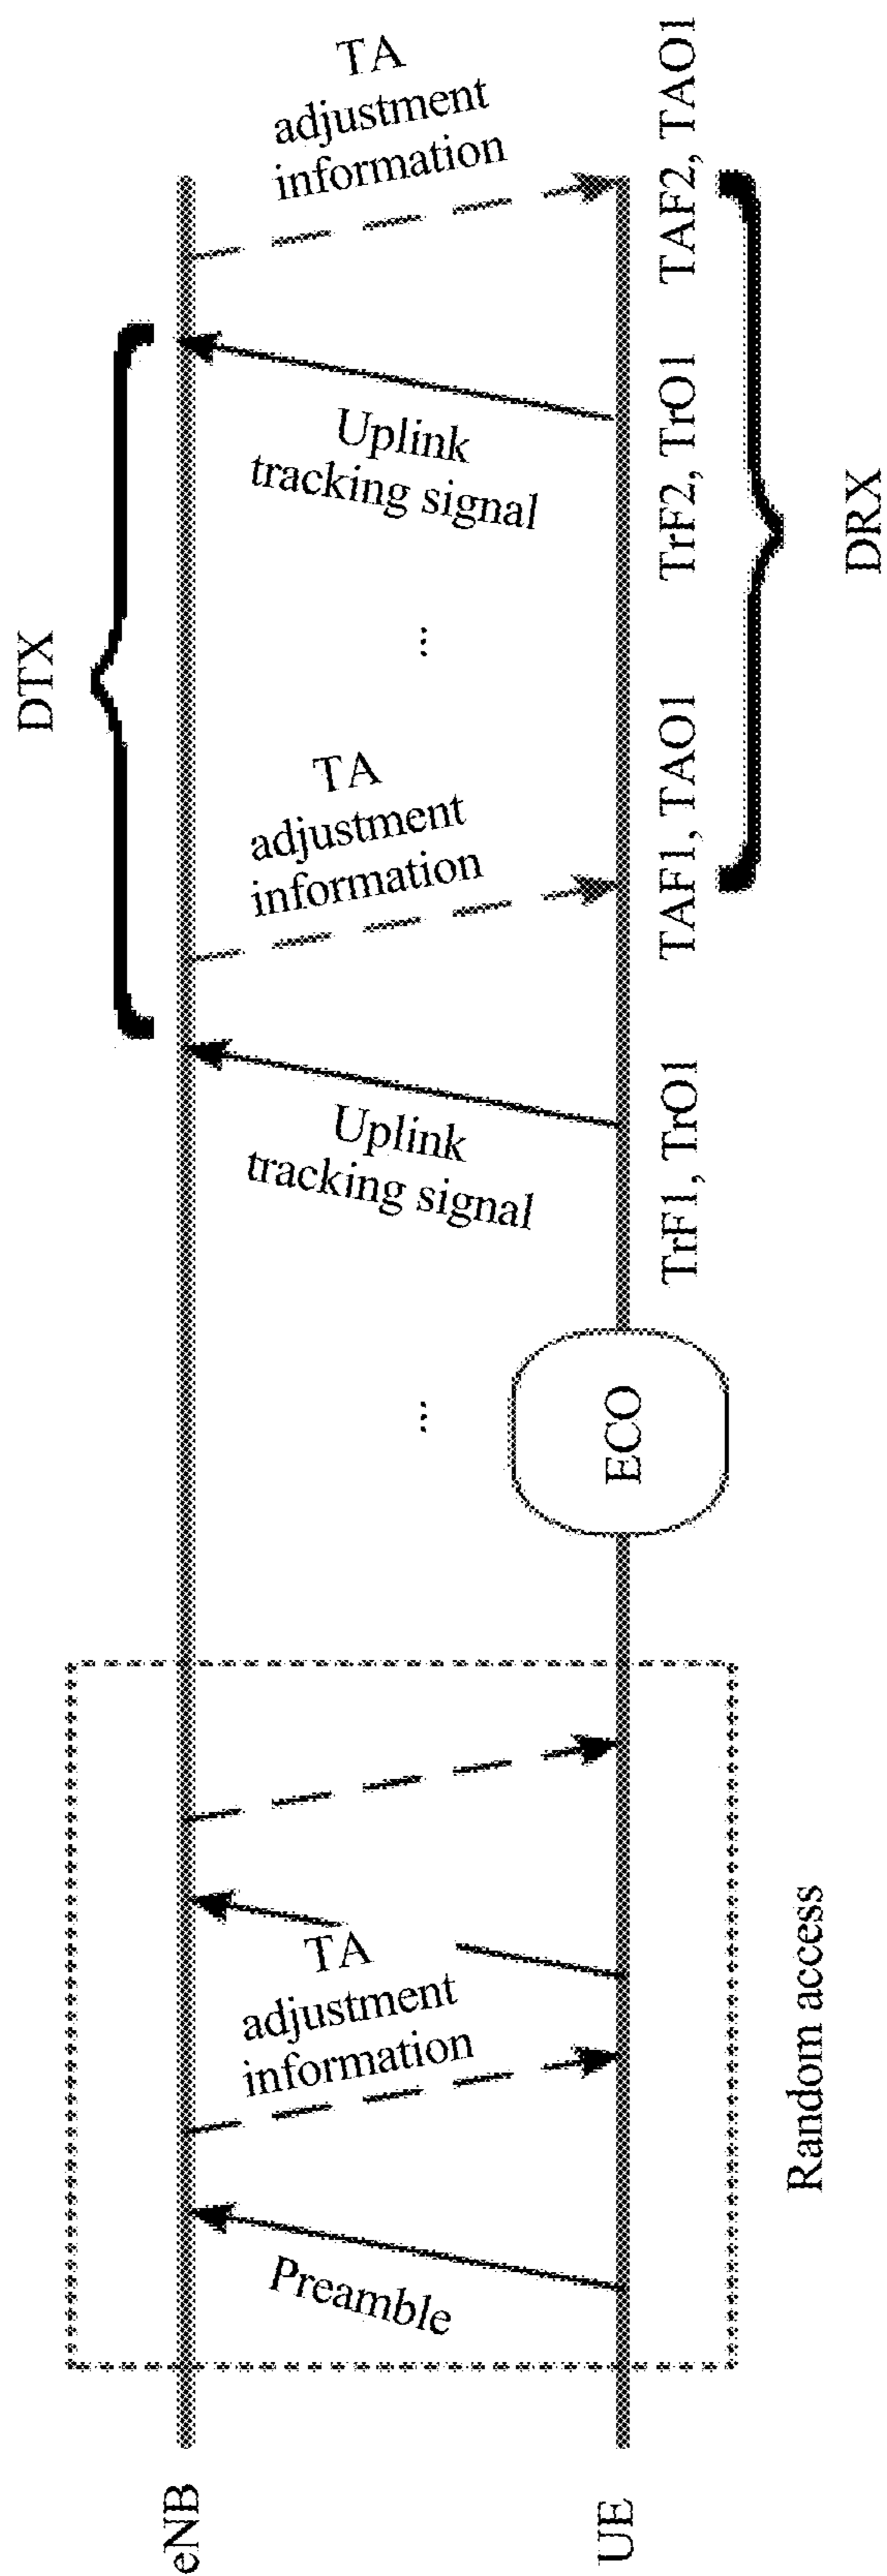 DTX
TA
adjustment
information
Uplink
tracking signal
...
TA
adjustment
information
Uplink
tracking signal
...
TA
adjustment
information
Preamble
eNB
UE
ECO
TrF1, TrO1
TAF1, TAO1
TrF2, TrO1
TAF2, TAO1
DRX
Random access